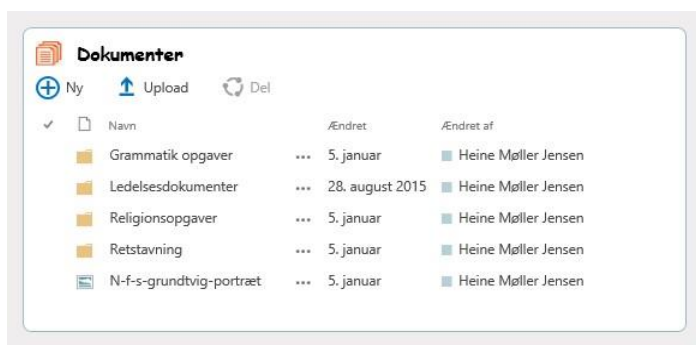 Dokumenter
Ny Upload Del
Navn Ændret Ændret af
Grammatik opgaver ... 5. januar Heine Møller Jensen
Ledelsesdokumenter ... 28. august 2015 Heine Møller Jensen
Religionsopgaver ... 5. januar Heine Møller Jensen
Retstavning ... 5. januar Heine Møller Jensen
N-f-s-grundtvig-portræt ... 5. januar Heine Møller Jensen